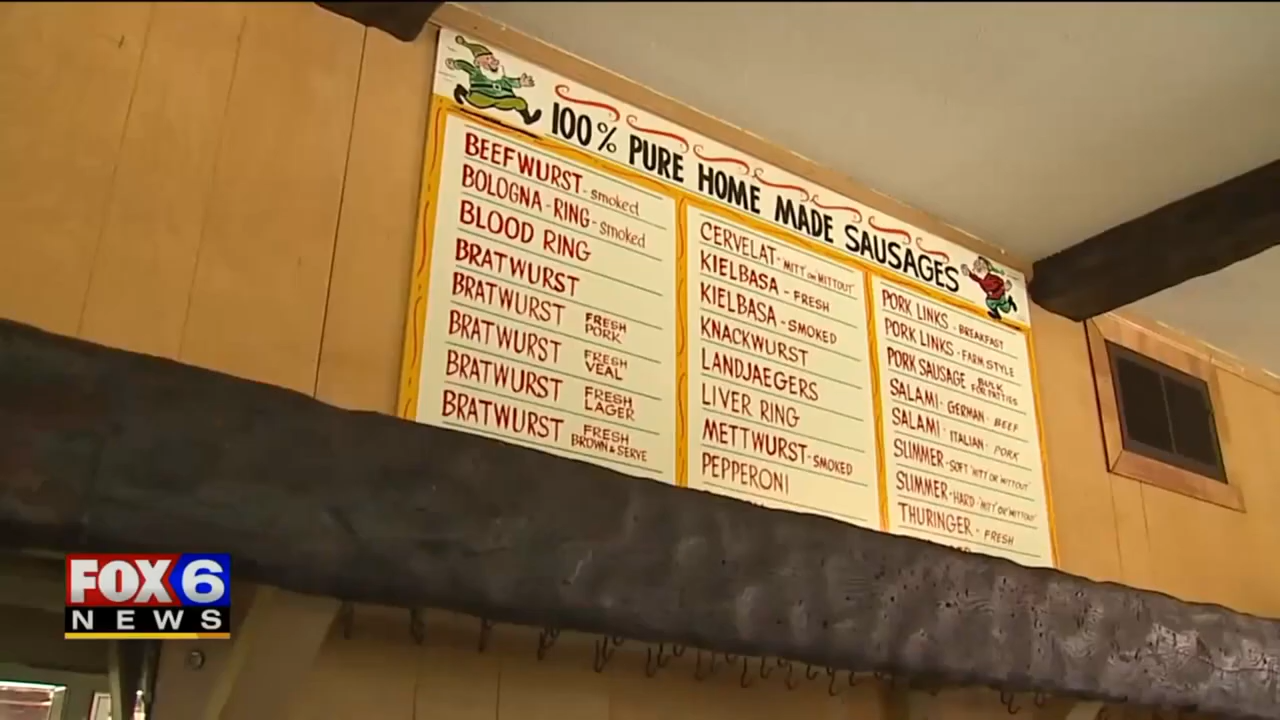 100% PURE HOME MADE SAUSAGES
BEEFWURST - smoked
BOLOGNA - RING - smoked
BLOOD RING
BRATWURST
BRATWURST FRESH PORK
BRATWURST FRESH VEAL
BRATWURST FRESH LAGER
BRATWURST FRESH BROWN & SERVE
CERVELAT - "MITT OR MITTOUT"
KIELBASA - FRESH
KIELBASA - SMOKED
KNACKWURST
LANDJAEGERS
LIVER RING
METTWURST - SMOKED
PEPPERONI
PORK LINKS - BREAKFAST
PORK LINKS - FARM STYLE
PORK SAUSAGE BULK FOR PATTIES
SALAMI - GERMAN - BEEF
SALAMI - ITALIAN - PORK
SUMMER - SOFT "MITT OR MITTOUT"
SUMMER - HARD - "MITT OR MITTOUT"
THURINGER - FRESH
FOX 6
NEWS